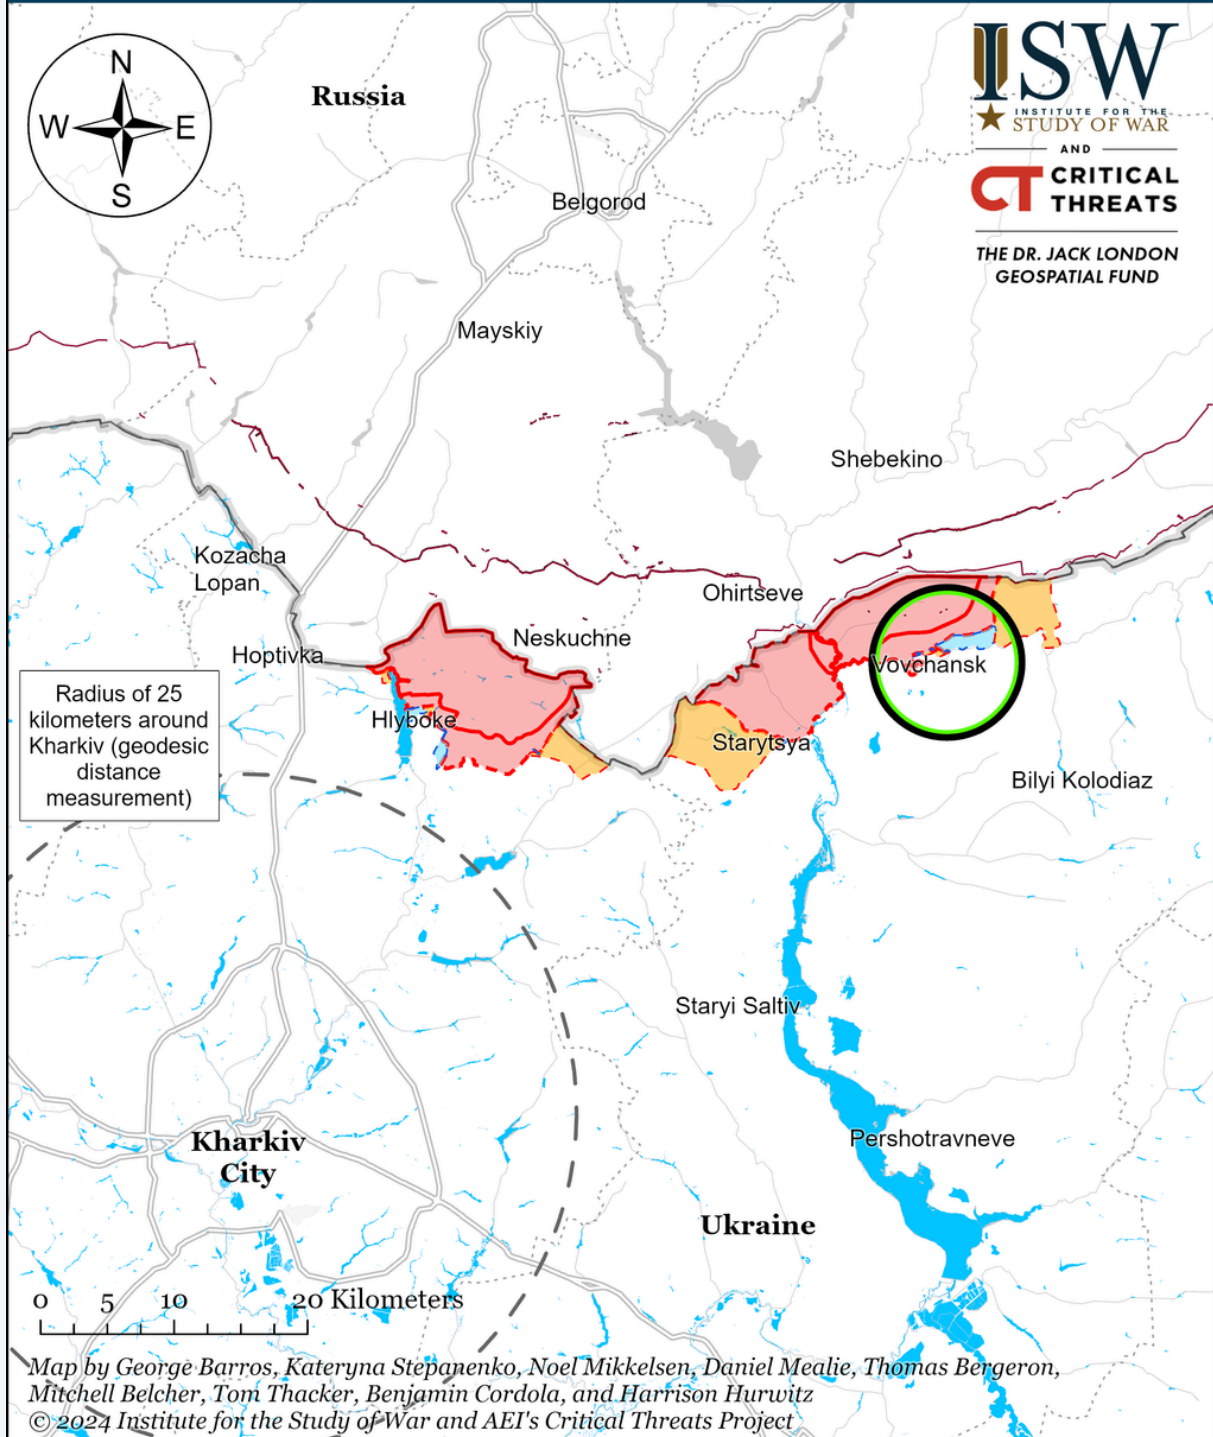 N
W
E
S
Russia
ISW
INSTITUTE FOR THE
STUDY OF WAR
AND
CT CRITICAL
THREATS
THE DR. JACK LONDON
GEOSPATIAL FUND
Belgorod
Mayskiy
Shebekino
Kozacha
Lopan
Ohirtseve
Neskuchne
Hoptivka
Vovchansk
Radius of 25
kilometers around
Kharkiv (geodesic
distance
measurement)
Hlyboke
Starytsya
Bilyi Kolodiaz
Staryi Saltiv
Kharkiv
City
Pershotravneve
Ukraine
0 5 10 20 Kilometers
Map by George Barros, Kateryna Stepanenko, Noel Mikkelsen, Daniel Mealie, Thomas Bergeron,
Mitchell Belcher, Tom Thacker, Benjamin Cordola, and Harrison Hurwitz
© 2024 Institute for the Study of War and AEI's Critical Threats Project